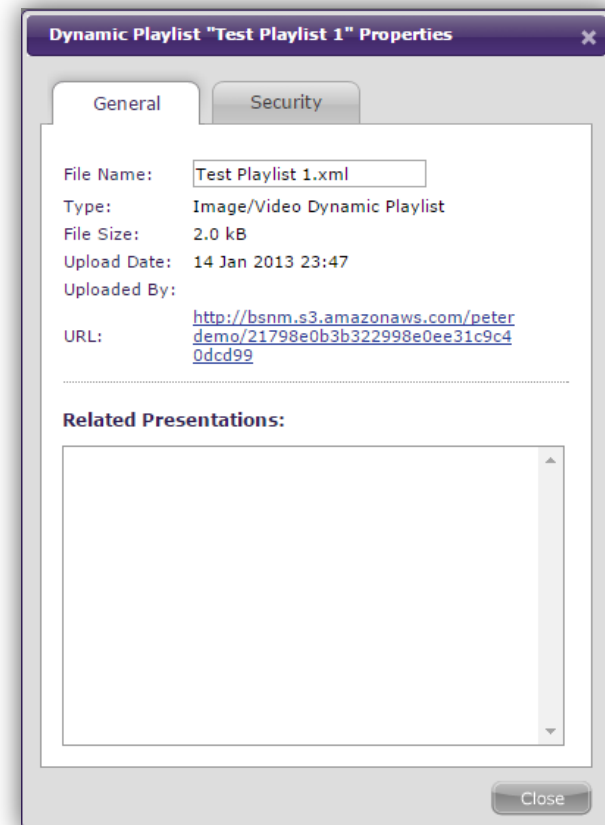 Dynamic Playlist "Test Playlist 1" Properties
General
Security
File Name: Test Playlist 1.xml
Type: Image/Video Dynamic Playlist
File Size: 2.0 kB
Upload Date: 14 Jan 2013 23:47
Uploaded By:
URL: http://bsnm.s3.amazonaws.com/peter
demo/21798e0b3b322998e0ee31c9c4
0dcd99
Related Presentations:
Close